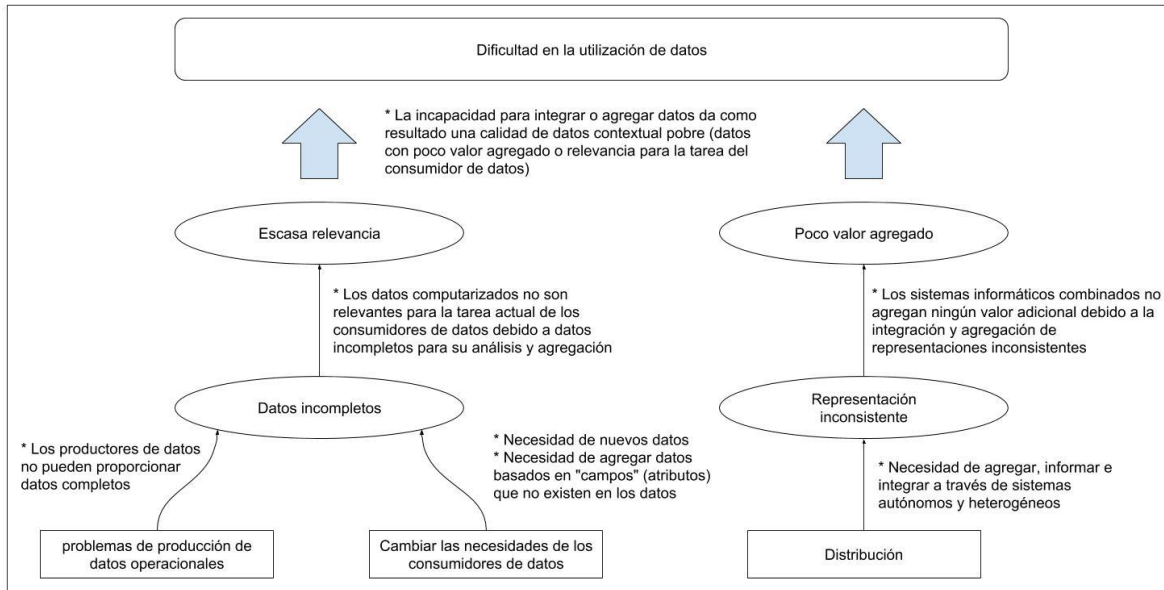 Dificultad en la utilización de datos
* La incapacidad para integrar o agregar datos da como
resultado una calidad de datos contextual pobre (datos
con poco valor agregado o relevancia para la tarea del
consumidor de datos)
Escasa relevancia
Poco valor agregado
* Los datos computarizados no son
relevantes para la tarea actual de los
consumidores de datos debido a datos
incompletos para su análisis y agregación
* Los sistemas informáticos combinados no
agregan ningún valor adicional debido a la
integración y agregación de
representaciones inconsistentes
Datos incompletos
Representación
inconsistente
* Los productores de datos
no pueden proporcionar
datos completos
* Necesidad de nuevos datos
* Necesidad de agregar datos
basados en "campos" (atributos)
que no existen en los datos
* Necesidad de agregar, informar e
integrar a través de sistemas
autónomos y heterogéneos
problemas de producción de
datos operacionales
Cambiar las necesidades de los
consumidores de datos
Distribución